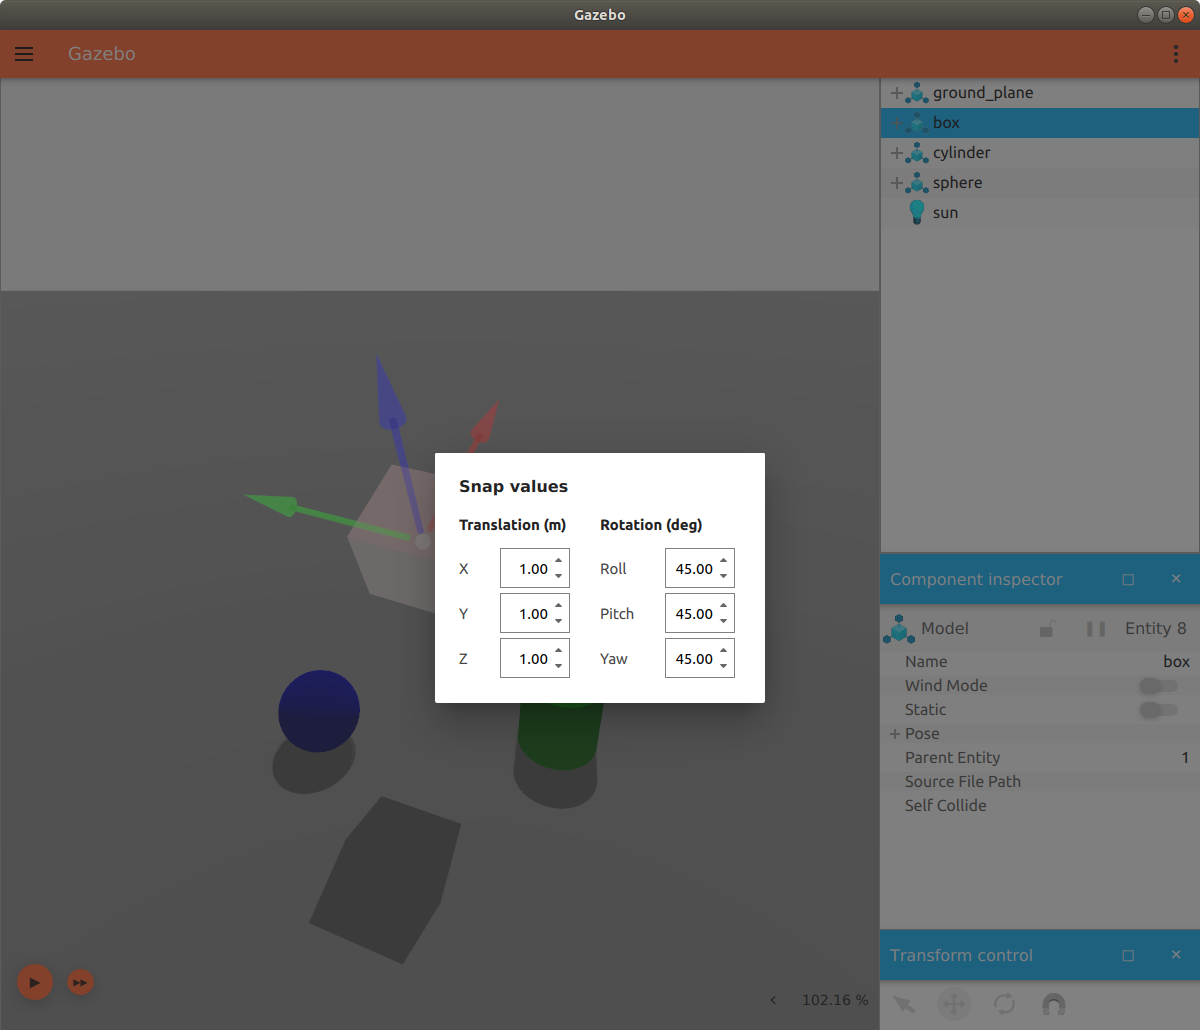 Gazebo
Gazebo
ground_plane
box
cylinder
sphere
sun
Snap values
Translation (m) Rotation (deg)
X 1.00 Roll 45.00
Y 1.00 Pitch 45.00
Z 1.00 Yaw 45.00
Component inspector
Model Entity 8
Name box
Wind Mode
Static
Pose
Parent Entity 1
Source File Path
Self Collide
Transform control
102.16 %